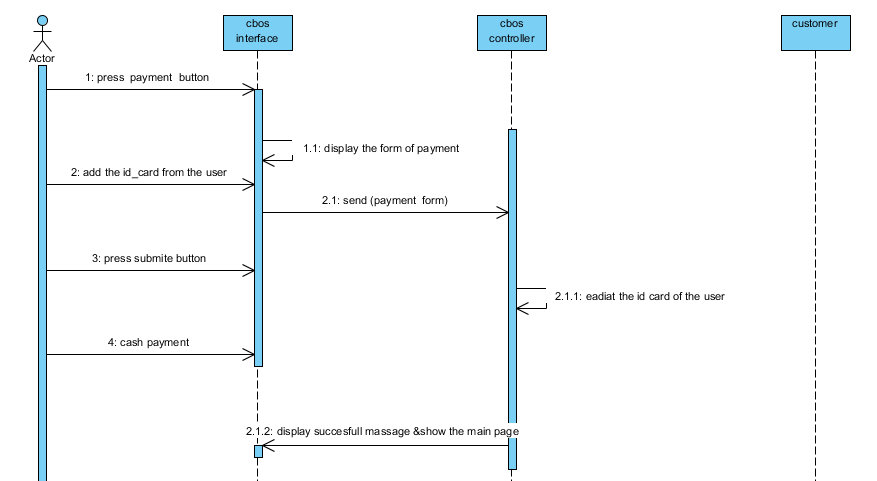 cbos
interface
cbos
controller
customer
Actor
1: press payment button
1.1: display the form of payment
2: add the id_card from the user
2.1: send (payment form)
3: press submite button
2.1.1: eadiat the id card of the user
4: cash payment
2.1.2: display succesfull massage &show the main page